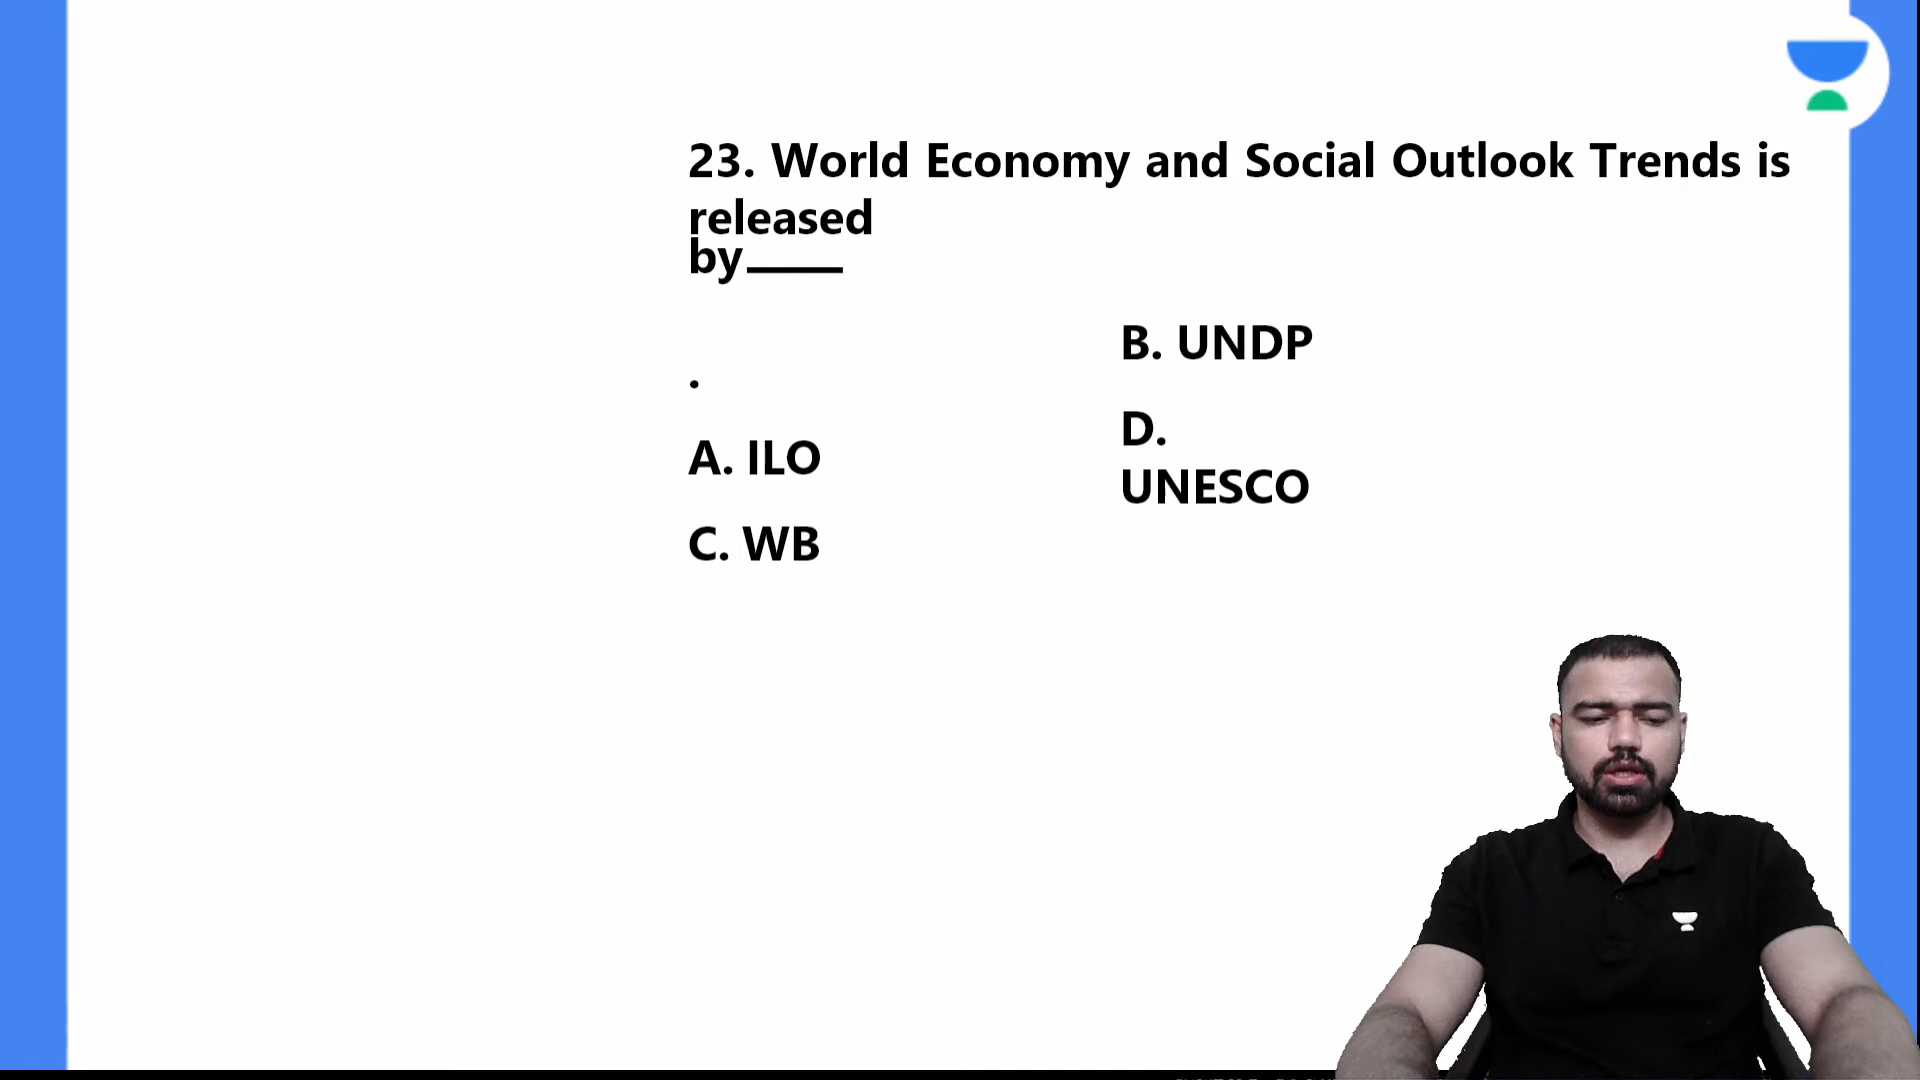 23. World Economy and Social Outlook Trends is
released
by_____
.
A. ILO
C. WB
B. UNDP
D.
UNESCO